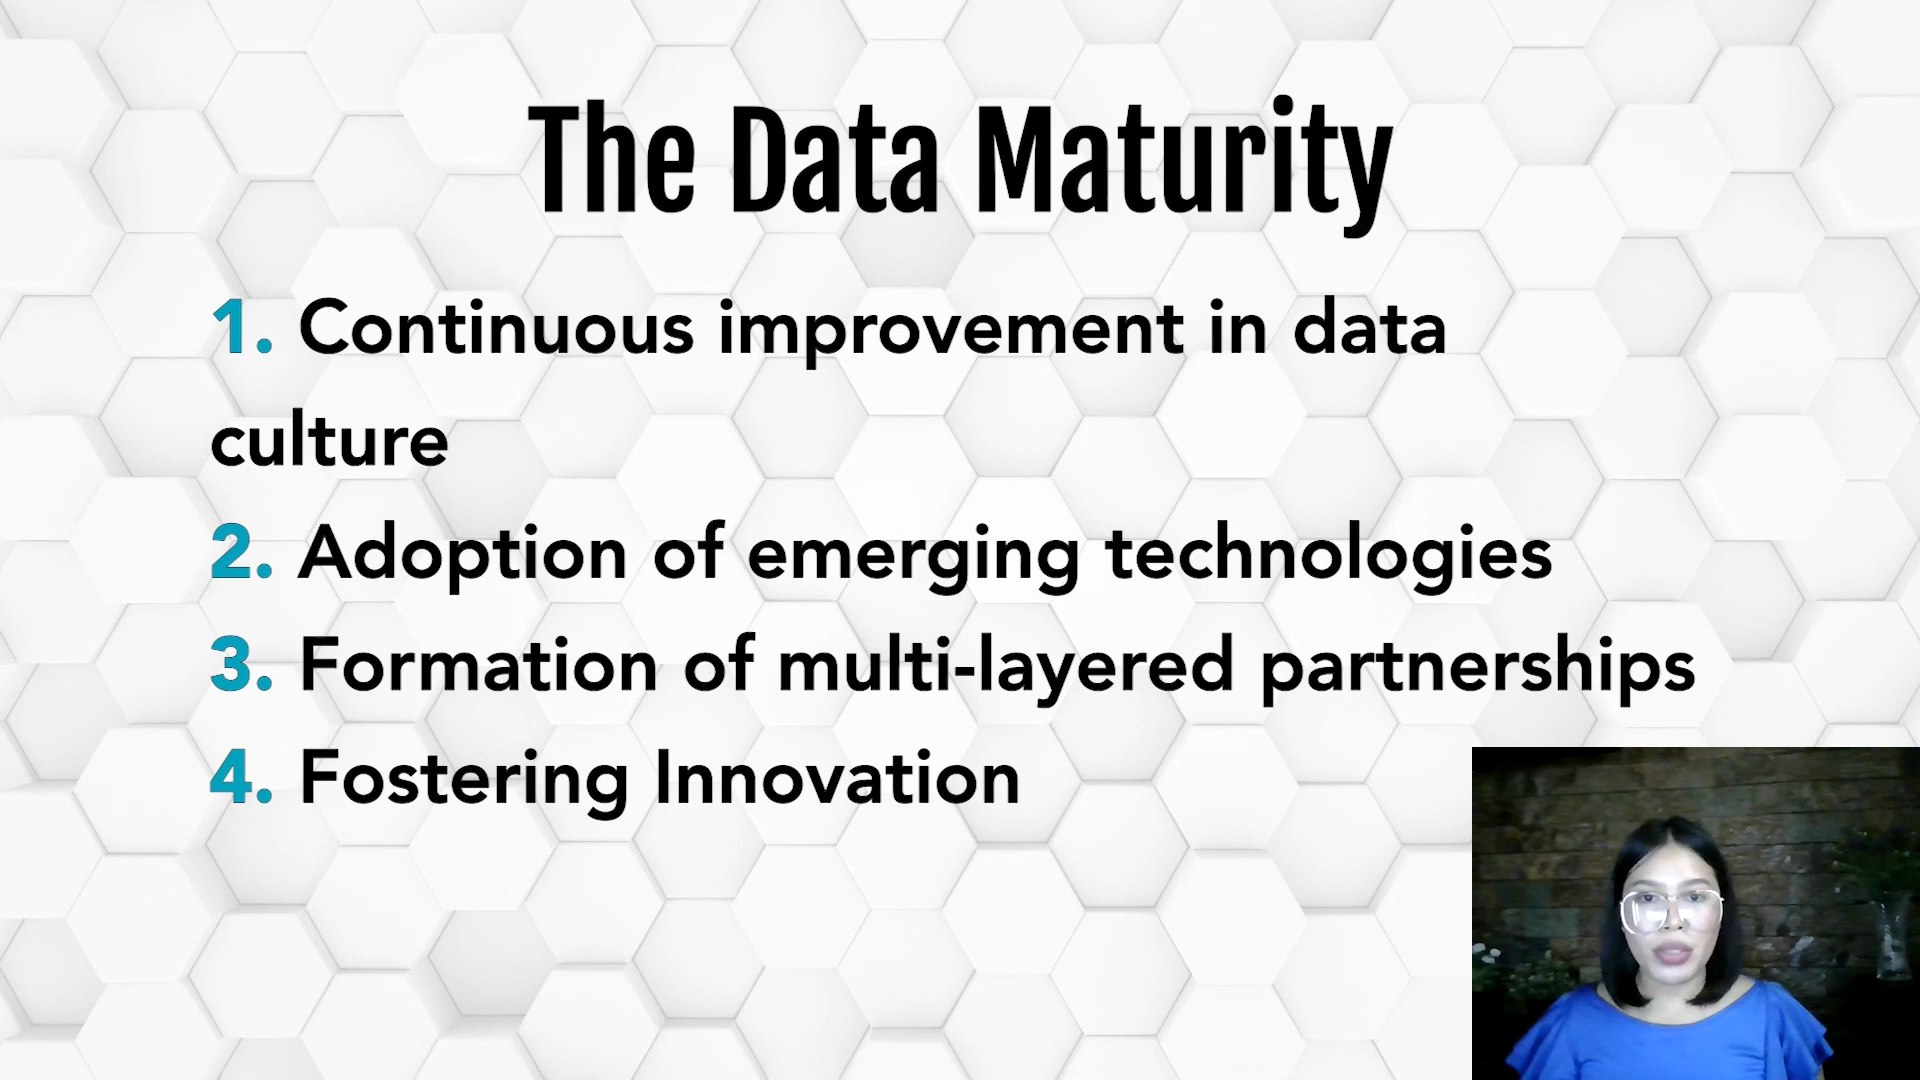 The Data Maturity
1. Continuous improvement in data
culture
2. Adoption of emerging technologies
3. Formation of multi-layered partnerships
4. Fostering Innovation